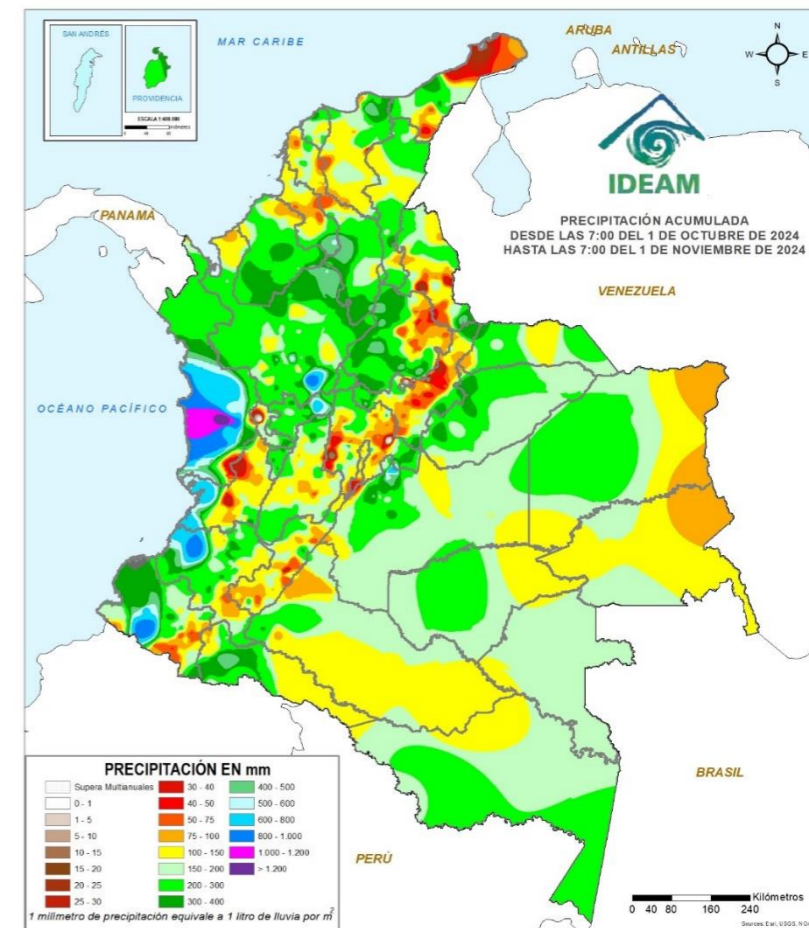 SAN ANDRÉS
PROVIDENCIA
ESCALA 1:400.000
MAR CARIBE
ARUBA
ANTILLAS
N
W
E
S
IDEAM
PANAMÁ
PRECIPITACIÓN ACUMULADA
DESDE LAS 7:00 DEL 1 DE OCTUBRE DE 2024
HASTA LAS 7:00 DEL 1 DE NOVIEMBRE DE 2024
VENEZUELA
OCÉANO PACÍFICO
BRASIL
PERÚ
PRECIPITACIÓN EN mm
Supera Multianuales
0 - 1
1 - 5
5 - 10
10 - 15
15 - 20
20 - 25
25 - 30
30 - 40
40 - 50
50 - 75
75 - 100
100 - 150
150 - 200
200 - 300
300 - 400
400 - 500
500 - 600
600 - 800
800 - 1.000
1.000 - 1.200
> 1.200
1 milímetro de precipitación equivale a 1 litro de lluvia por m²
Kilómetros
0 40 80 160 240
Sources: Esri, USGS, NOA